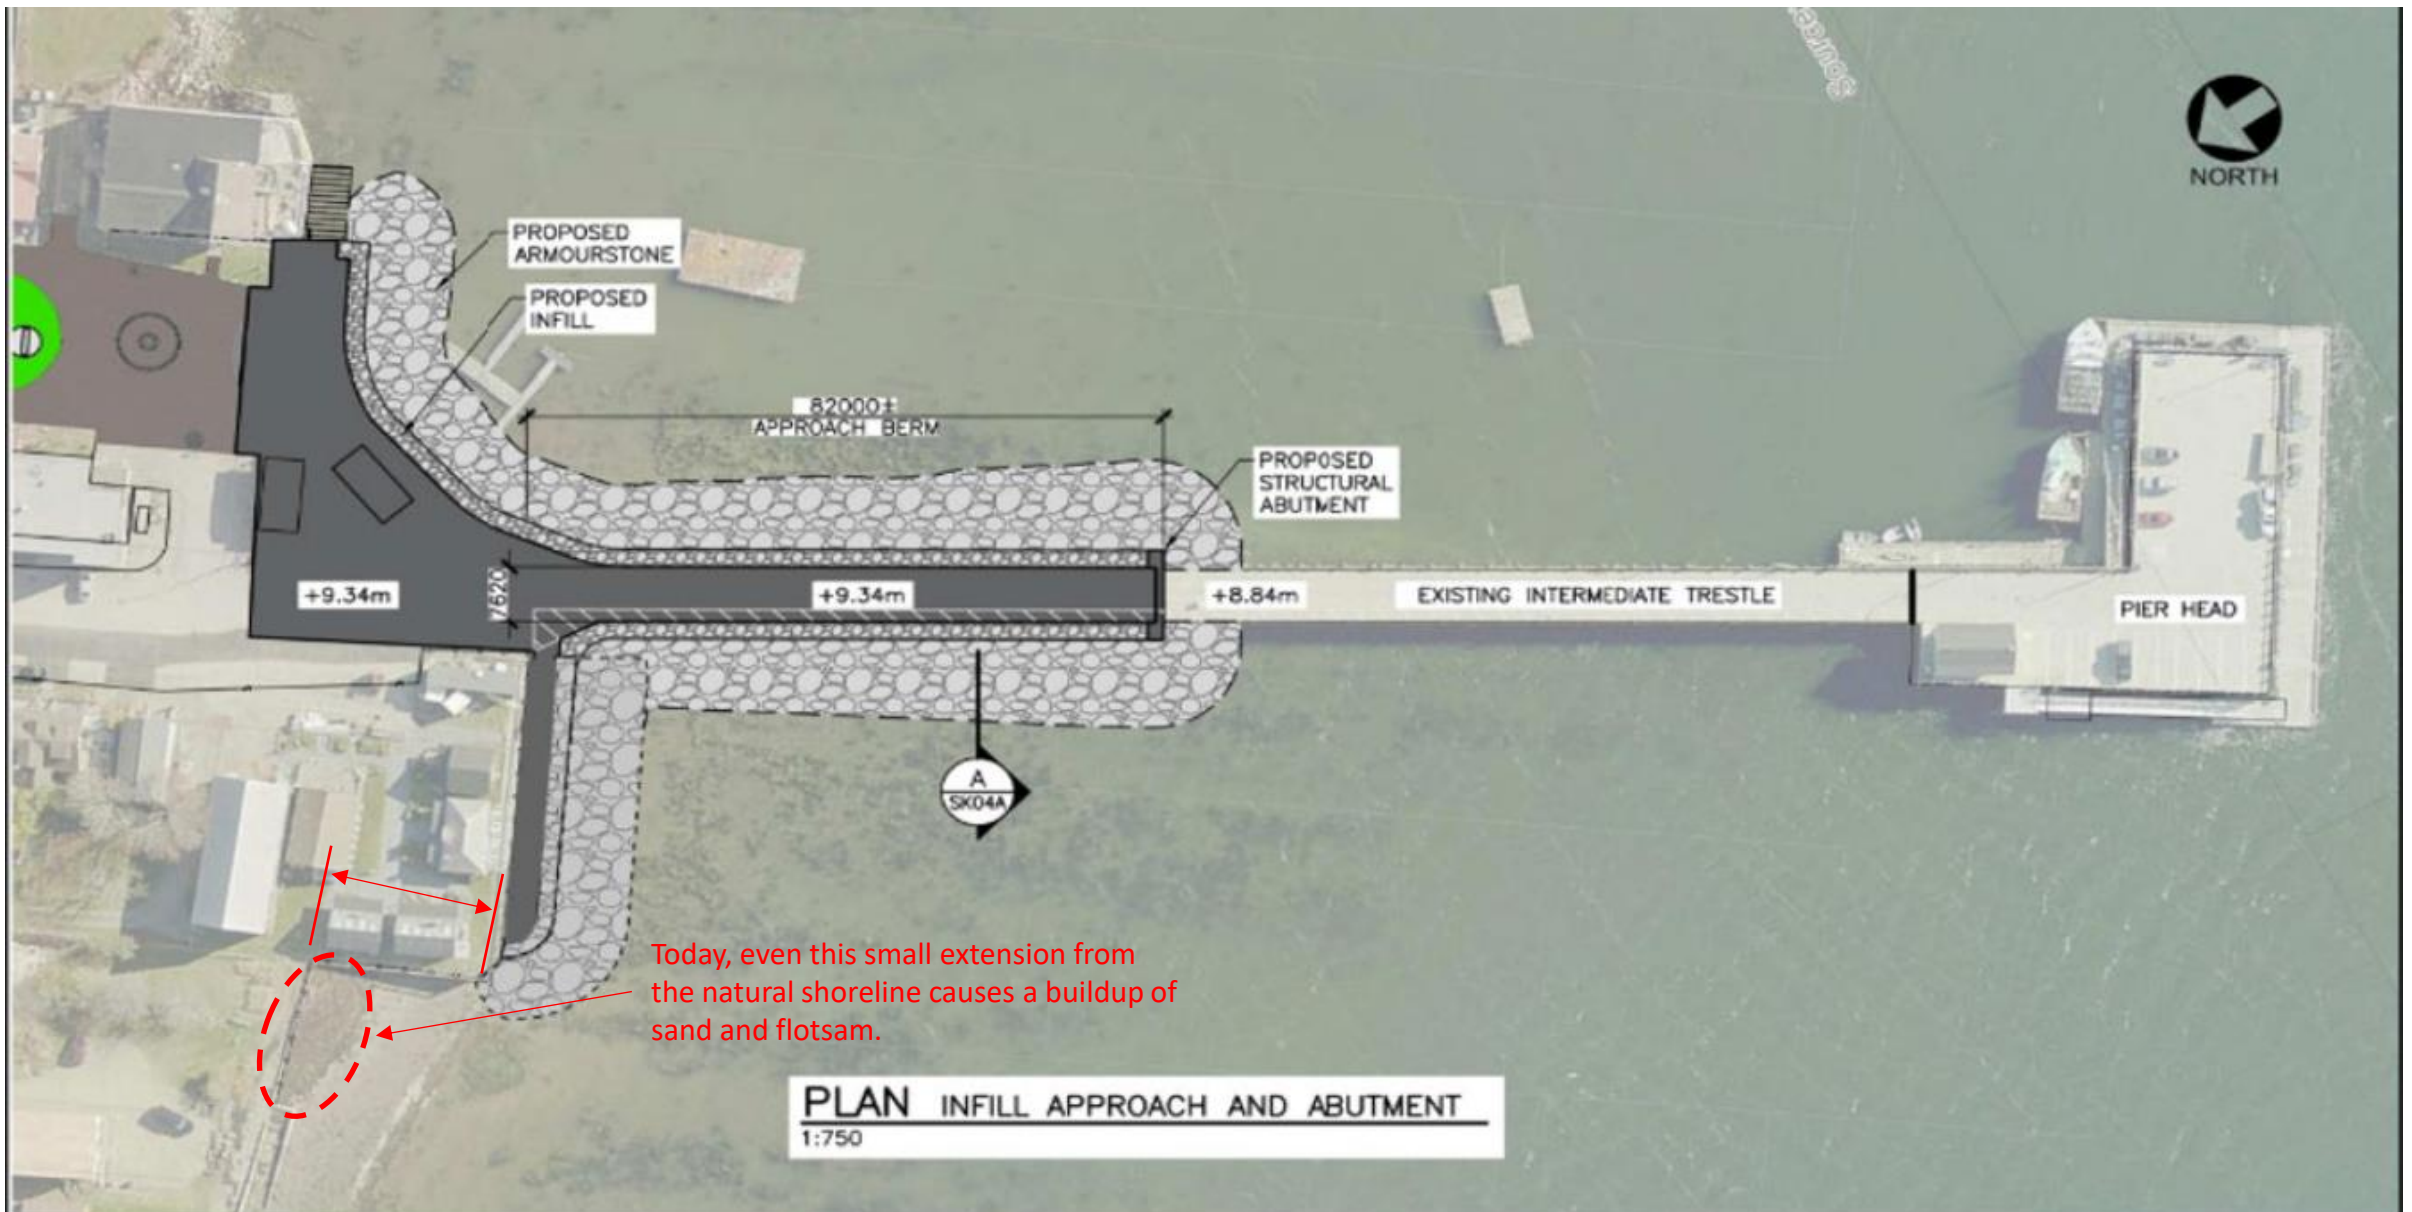 Source
NORTH
PROPOSED
ARMOURSTONE
PROPOSED
INFILL
82000±
APPROACH BERM
PROPOSED
STRUCTURAL
ABUTMENT
+9.34m
7620
+9.34m
+8.84m
EXISTING INTERMEDIATE TRESTLE
PIER HEAD
A
SK04A
Today, even this small extension from
the natural shoreline causes a buildup of
sand and flotsam.
PLAN INFILL APPROACH AND ABUTMENT
1:750